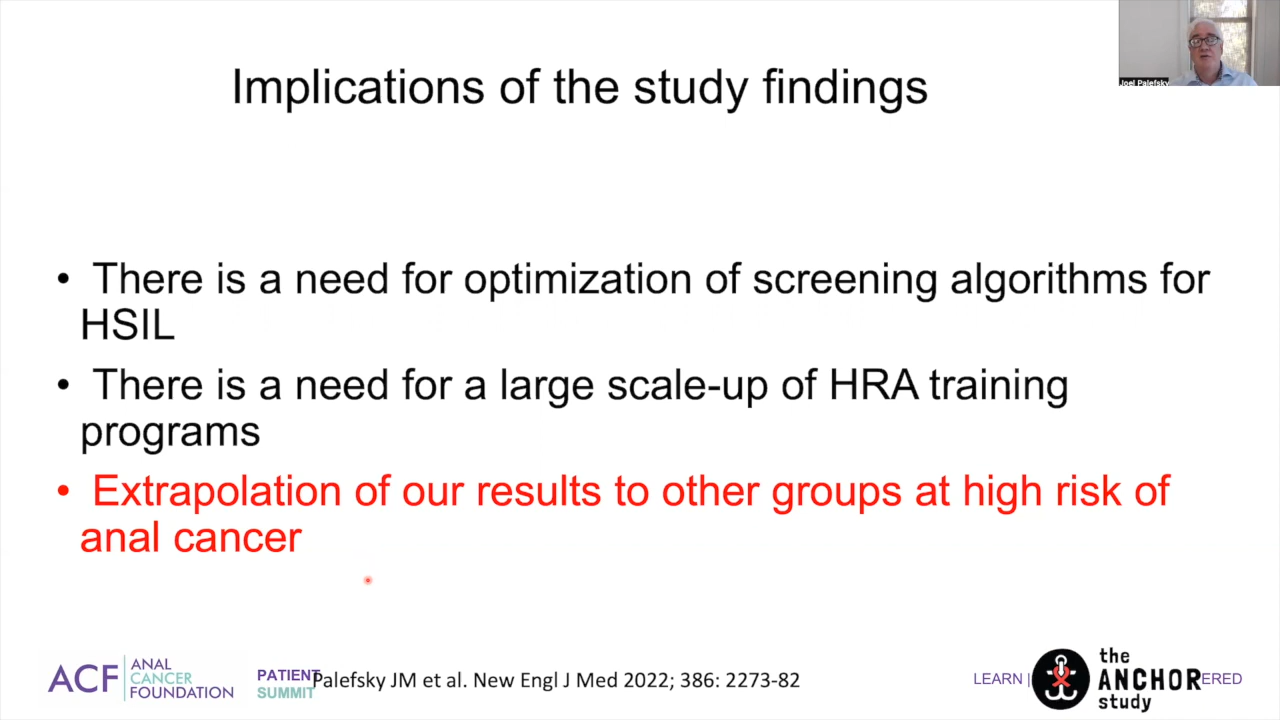 Joel Palefsky
Implications of the study findings
• There is a need for optimization of screening algorithms for
HSIL
• There is a need for a large scale-up of HRA training
programs
• Extrapolation of our results to other groups at high risk of
anal cancer
ACF
ANAL
CANCER
FOUNDATION
PATIENT
SUMMIT
Palefsky JM et al. New Engl J Med 2022; 386: 2273-82
LEARN |
ERED
the
ANCHOR
study